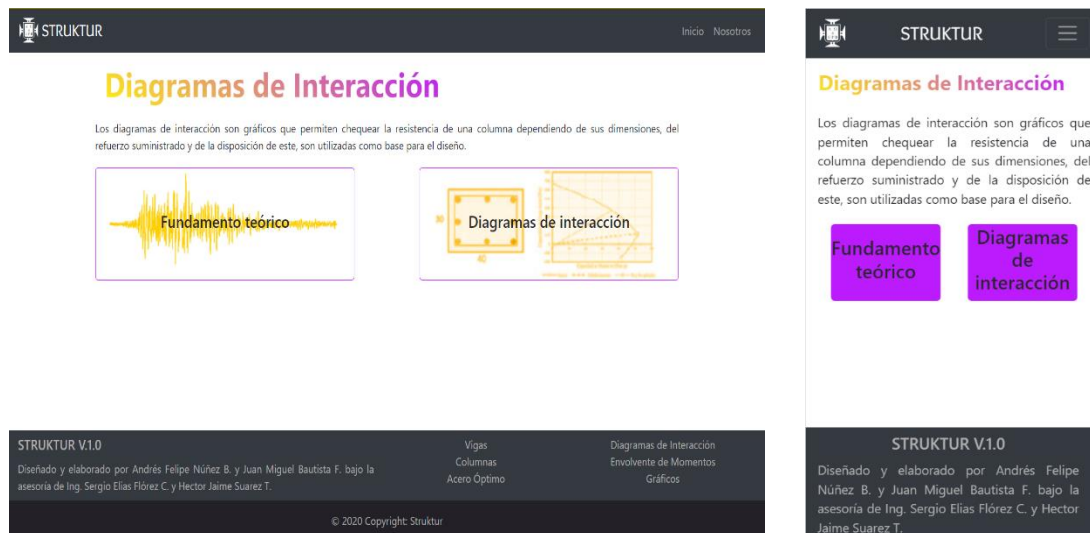 STRUKTUR
Inicio Nosotros
Diagramas de Interacción
Los diagramas de interacción son gráficos que permiten chequear la resistencia de una columna dependiendo de sus dimensiones, del
refuerzo suministrado y de la disposición de este, son utilizadas como base para el diseño.
Fundamento teórico
Diagramas de interacción
STRUKTUR V.1.0
Diseñado y elaborado por Andrés Felipe Núñez B. y Juan Miguel Bautista F. bajo la
asesoría de Ing. Sergio Elias Flórez C. y Hector Jaime Suarez T.
Vigas
Columnas
Acero Óptimo
Diagramas de Interacción
Envolvente de Momentos
Gráficos
© 2020 Copyright: Struktur
STRUKTUR
Diagramas de Interacción
Los diagramas de interacción son gráficos que
permiten chequear la resistencia de una
columna dependiendo de sus dimensiones, del
refuerzo suministrado y de la disposición de
este, son utilizadas como base para el diseño.
Fundamento
teórico
Diagramas
de
interacción
STRUKTUR V.1.0
Diseñado y elaborado por Andrés Felipe
Núñez B. y Juan Miguel Bautista F. bajo la
asesoría de Ing. Sergio Elias Flórez C. y Hector
Jaime Suarez T.